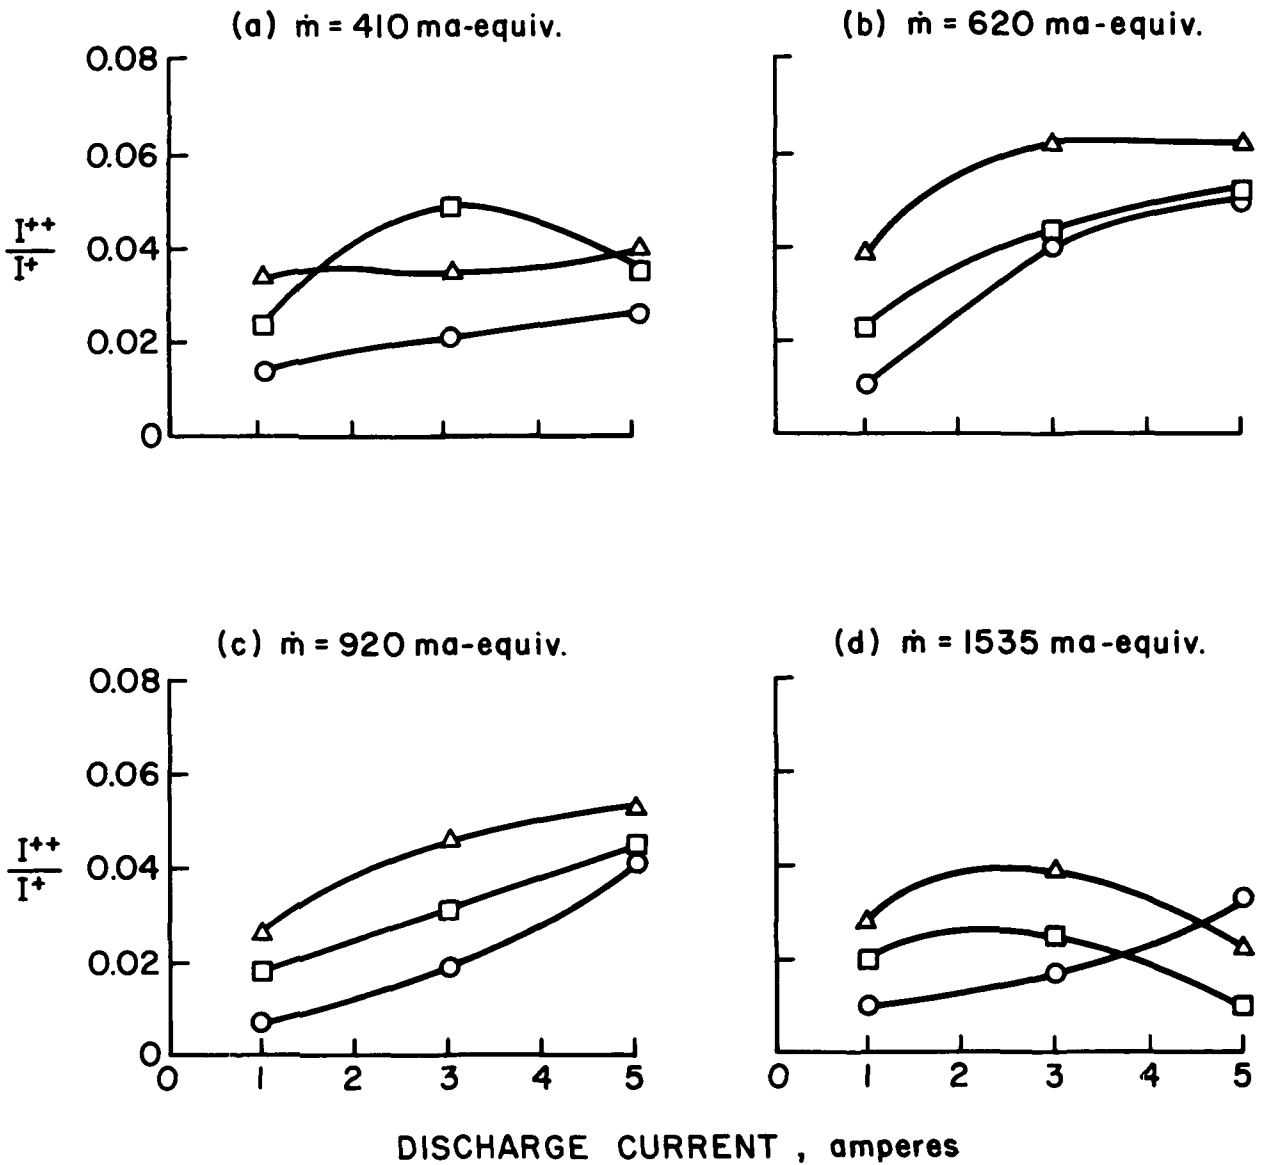 (a) ṁ = 410 ma-equiv.
(b) ṁ = 620 ma-equiv.
0.08
0.06
0.04
0.02
0
I++
I+
(c) ṁ = 920 ma-equiv.
(d) ṁ = 1535 ma-equiv.
0.08
0.06
0.04
0.02
0
I++
I+
0 1 2 3 4 5
0 1 2 3 4 5
DISCHARGE CURRENT , amperes